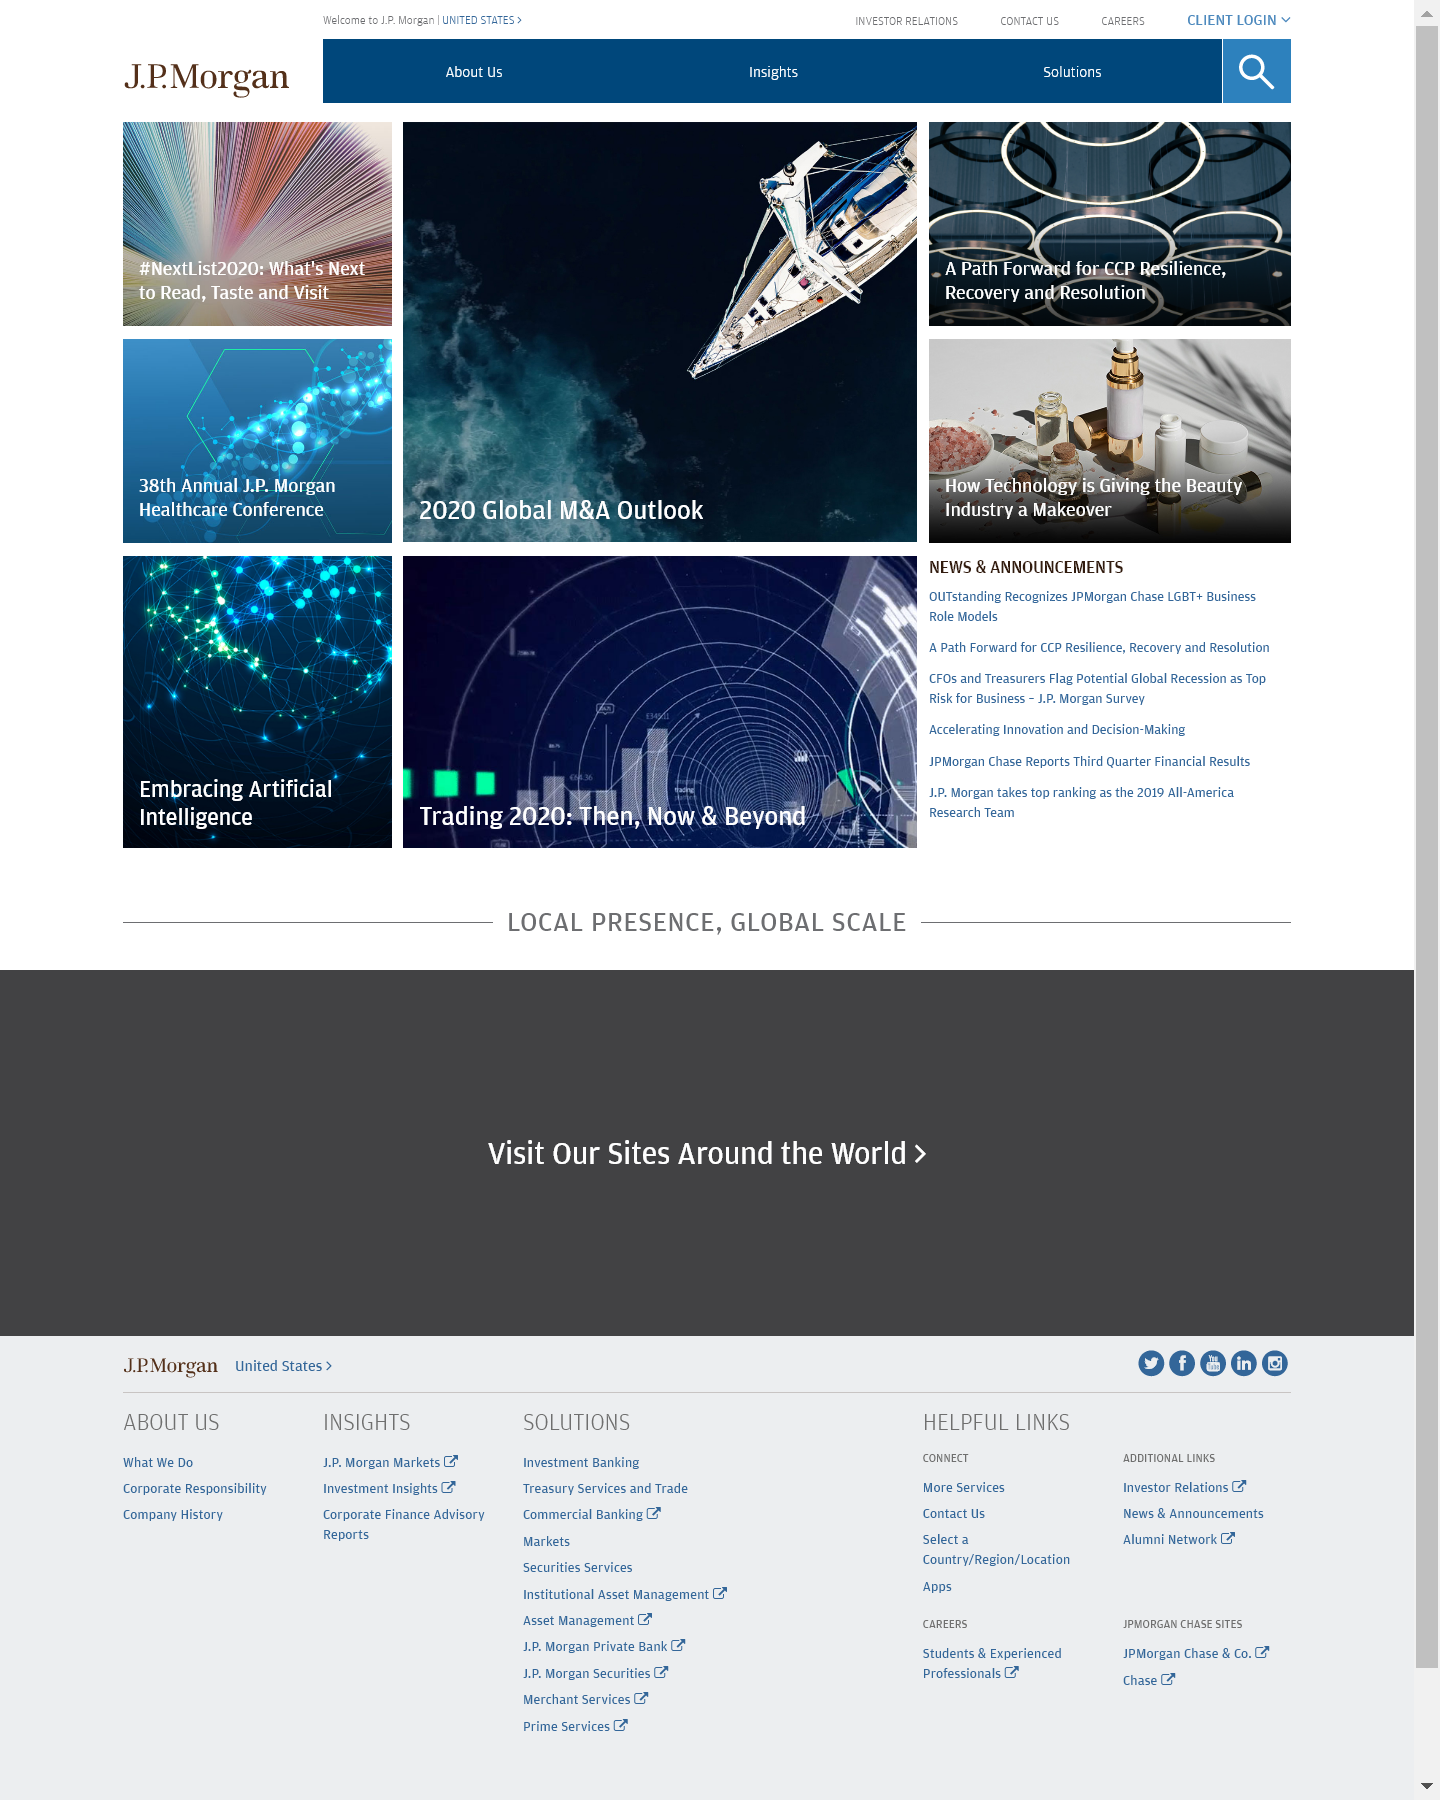 Welcome to J.P. Morgan | UNITED STATES >
INVESTOR RELATIONS
CONTACT US
CAREERS
CLIENT LOGIN
J.P.Morgan
About Us
Insights
Solutions
#NextList2020: What's Next
to Read, Taste and Visit
38th Annual J.P. Morgan
Healthcare Conference
Embracing Artificial
Intelligence
2020 Global M&A Outlook
Trading 2020: Then, Now & Beyond
A Path Forward for CCP Resilience,
Recovery and Resolution
How Technology is Giving the Beauty
Industry a Makeover
NEWS & ANNOUNCEMENTS
OUTstanding Recognizes JPMorgan Chase LGBT+ Business
Role Models
A Path Forward for CCP Resilience, Recovery and Resolution
CFOs and Treasurers Flag Potential Global Recession as Top
Risk for Business - J.P. Morgan Survey
Accelerating Innovation and Decision-Making
JPMorgan Chase Reports Third Quarter Financial Results
J.P. Morgan takes top ranking as the 2019 All-America
Research Team
LOCAL PRESENCE, GLOBAL SCALE
Visit Our Sites Around the World >
J.P.Morgan
United States >
ABOUT US
What We Do
Corporate Responsibility
Company History
INSIGHTS
J.P. Morgan Markets
Investment Insights
Corporate Finance Advisory
Reports
SOLUTIONS
Investment Banking
Treasury Services and Trade
Commercial Banking
Markets
Securities Services
Institutional Asset Management
Asset Management
J.P. Morgan Private Bank
J.P. Morgan Securities
Merchant Services
Prime Services
HELPFUL LINKS
CONNECT
More Services
Contact Us
Select a
Country/Region/Location
Apps
ADDITIONAL LINKS
Investor Relations
News & Announcements
Alumni Network
CAREERS
Students & Experienced
Professionals
JPMORGAN CHASE SITES
JPMorgan Chase & Co.
Chase